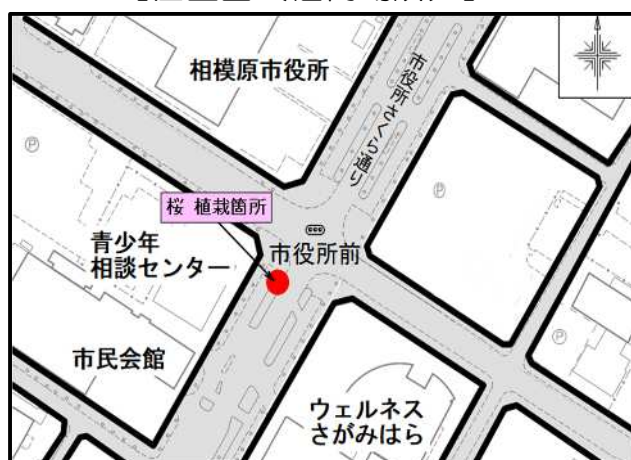 相模原市役所
市役所さくら通り
Ⓟ
Ⓟ
桜 植栽箇所
青少年
相談センター
市役所前
Ⓟ
市民会館
ウェルネス
さがみはら